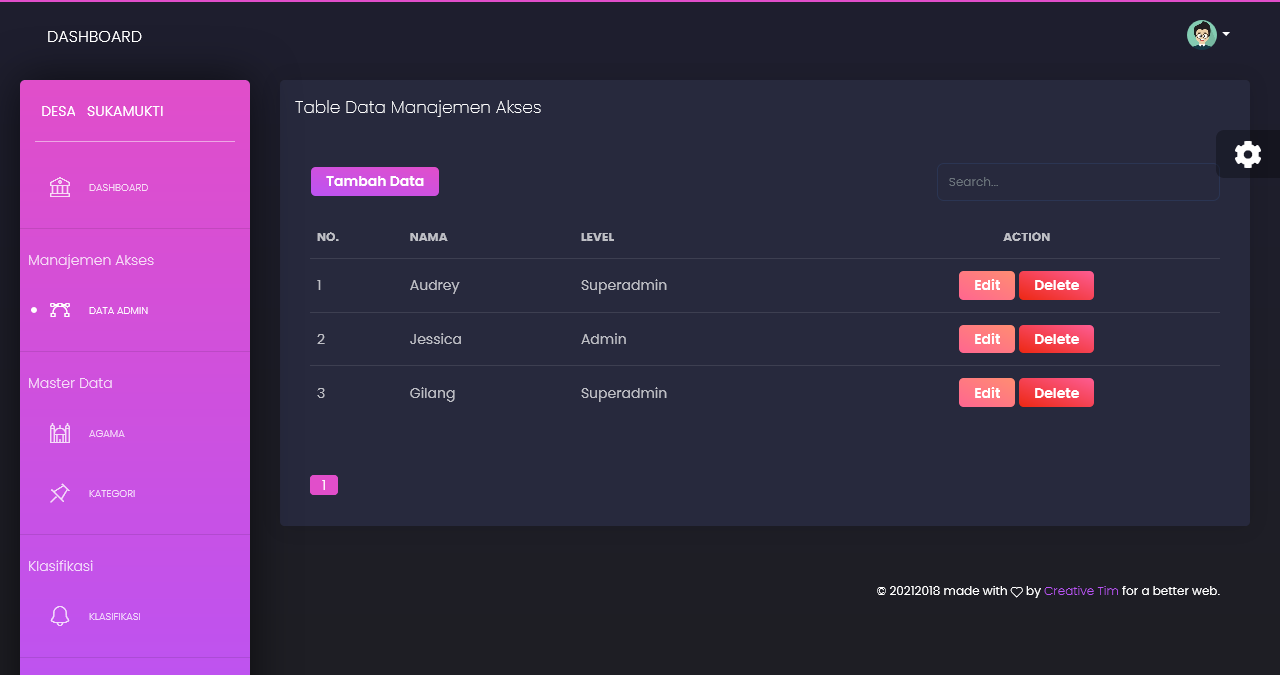 DASHBOARD
DESA SUKAMUKTI
DASHBOARD
Manajemen Akses
DATA ADMIN
Master Data
AGAMA
KATEGORI
Klasifikasi
KLASIFIKASI
Table Data Manajemen Akses
Tambah Data
Search...
NO. NAMA LEVEL ACTION
1 Audrey Superadmin Edit Delete
2 Jessica Admin Edit Delete
3 Gilang Superadmin Edit Delete
1
© 20212018 made with by Creative Tim for a better web.